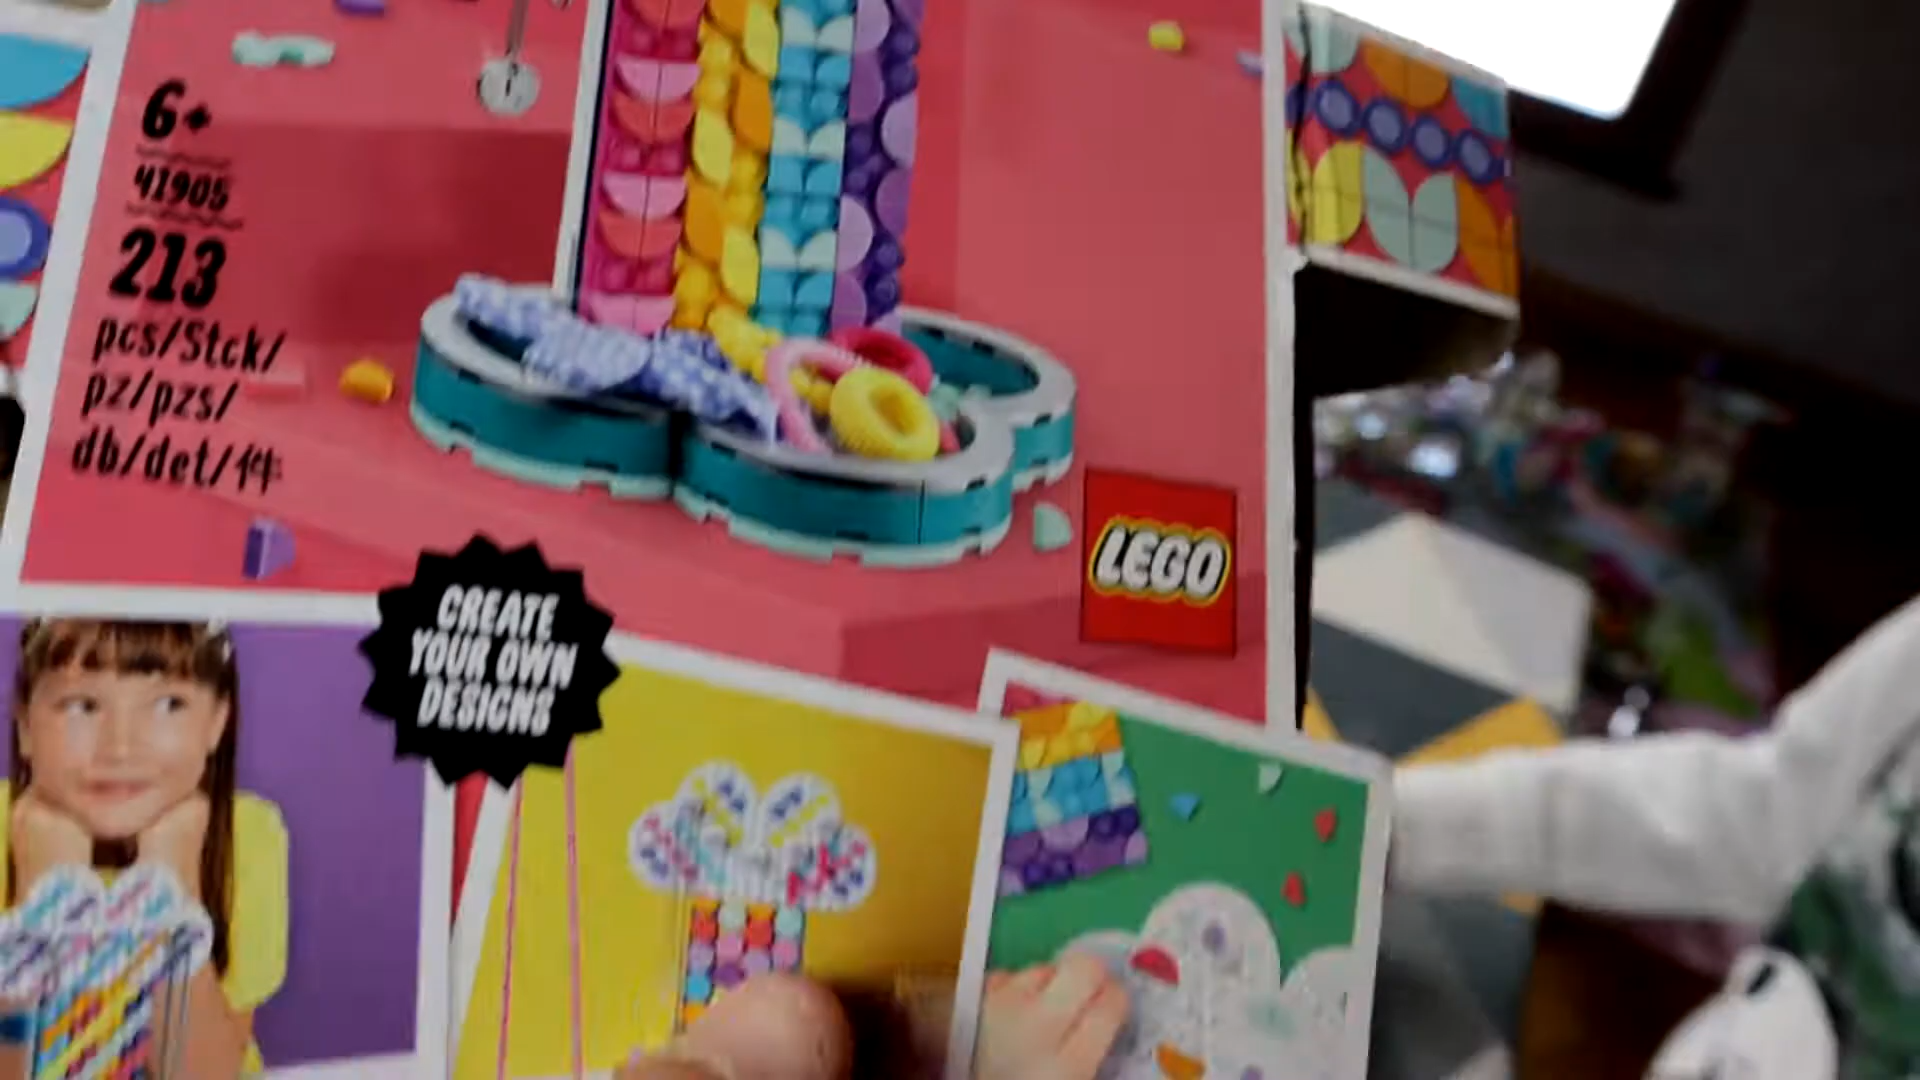 6+
41905
213
pcs/Stck/
pz/pzs/
db/det/件
LEGO
CREATE
YOUR OWN
DESIGNS